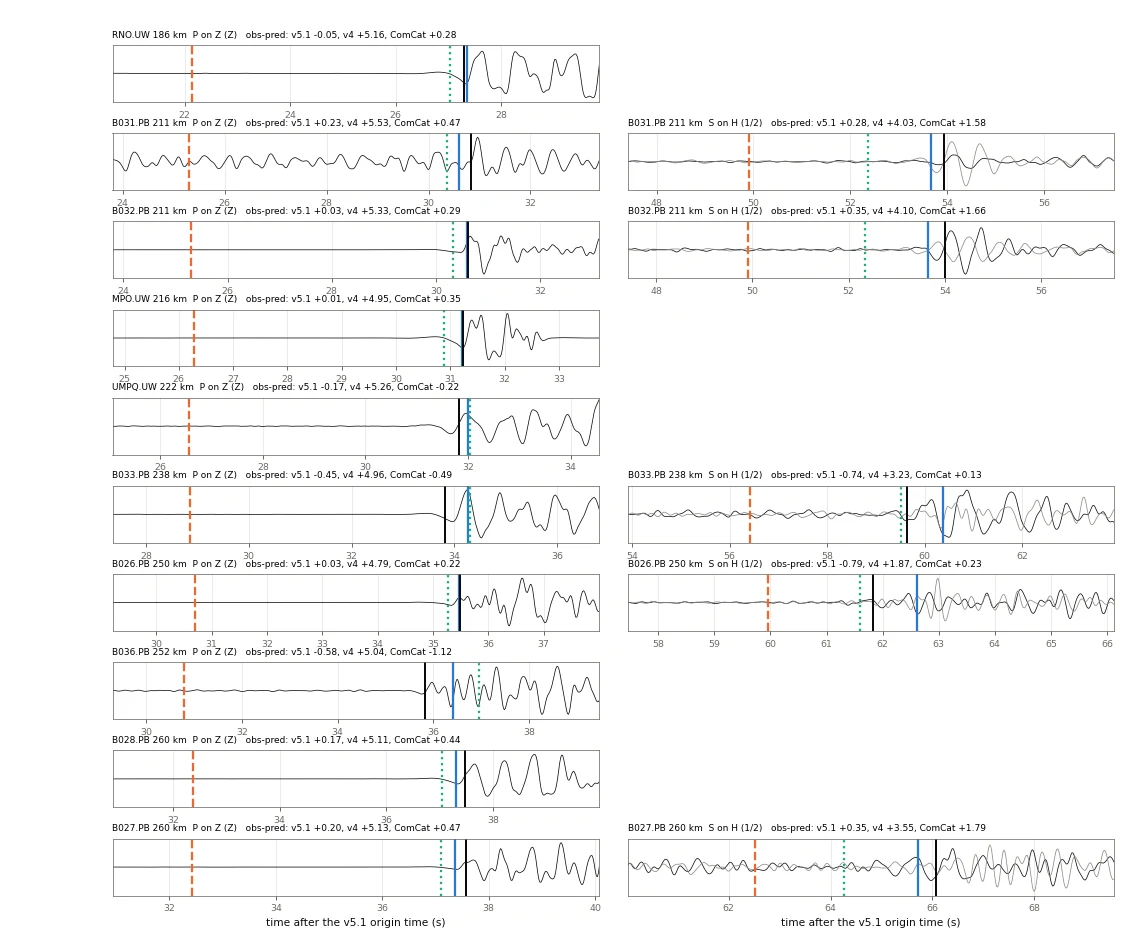 RNO.UW 186 km  P on Z (Z)   obs-pred: v5.1 -0.05, v4 +5.16, ComCat +0.28
22 24 26 28
B031.PB 211 km  P on Z (Z)   obs-pred: v5.1 +0.23, v4 +5.53, ComCat +0.47
24 26 28 30 32
B031.PB 211 km  S on H (1/2)   obs-pred: v5.1 +0.28, v4 +4.03, ComCat +1.58
48 50 52 54 56
B032.PB 211 km  P on Z (Z)   obs-pred: v5.1 +0.03, v4 +5.33, ComCat +0.29
24 26 28 30 32
B032.PB 211 km  S on H (1/2)   obs-pred: v5.1 +0.35, v4 +4.10, ComCat +1.66
48 50 52 54 56
MPO.UW 216 km  P on Z (Z)   obs-pred: v5.1 +0.01, v4 +4.95, ComCat +0.35
25 26 27 28 29 30 31 32 33
UMPQ.UW 222 km  P on Z (Z)   obs-pred: v5.1 -0.17, v4 +5.26, ComCat -0.22
26 28 30 32 34
B033.PB 238 km  P on Z (Z)   obs-pred: v5.1 -0.45, v4 +4.96, ComCat -0.49
28 30 32 34 36
B033.PB 238 km  S on H (1/2)   obs-pred: v5.1 -0.74, v4 +3.23, ComCat +0.13
54 56 58 60 62
B026.PB 250 km  P on Z (Z)   obs-pred: v5.1 +0.03, v4 +4.79, ComCat +0.22
30 31 32 33 34 35 36 37
B026.PB 250 km  S on H (1/2)   obs-pred: v5.1 -0.79, v4 +1.87, ComCat +0.23
58 59 60 61 62 63 64 65 66
B036.PB 252 km  P on Z (Z)   obs-pred: v5.1 -0.58, v4 +5.04, ComCat -1.12
30 32 34 36 38
B028.PB 260 km  P on Z (Z)   obs-pred: v5.1 +0.17, v4 +5.11, ComCat +0.44
32 34 36 38
B027.PB 260 km  P on Z (Z)   obs-pred: v5.1 +0.20, v4 +5.13, ComCat +0.47
32 34 36 38 40
time after the v5.1 origin time (s)
B027.PB 260 km  S on H (1/2)   obs-pred: v5.1 +0.35, v4 +3.55, ComCat +1.79
62 64 66 68
time after the v5.1 origin time (s)